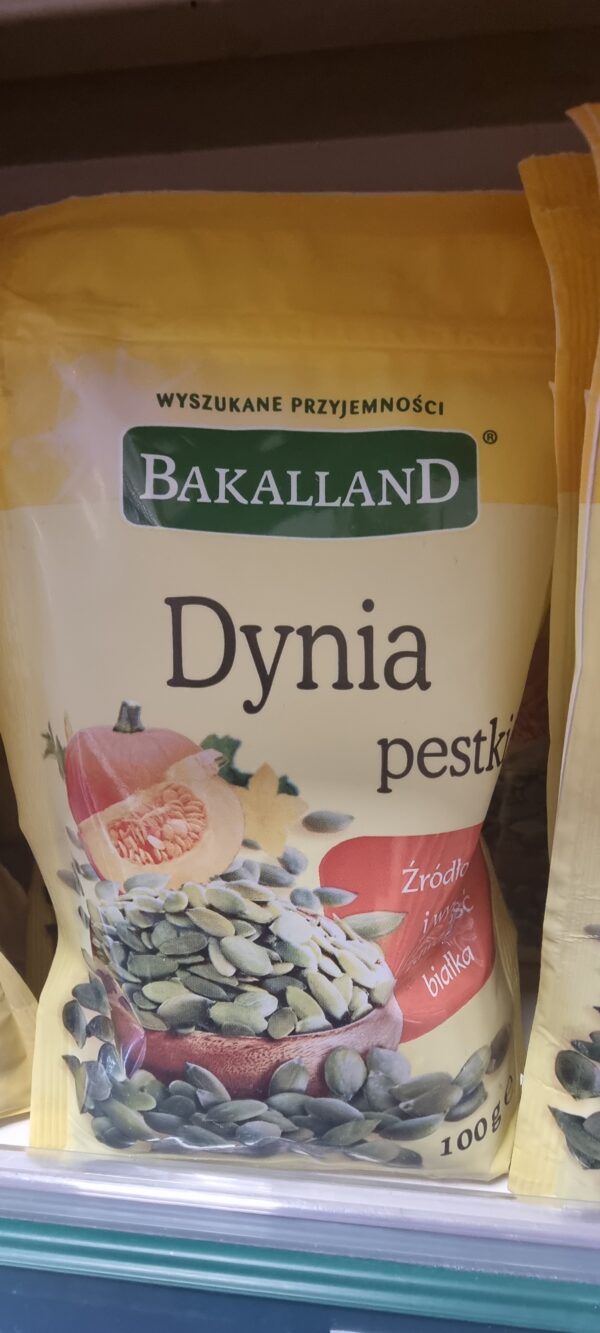 WYSZUKANE PRZYJEMNOŚCI
BAKALLAND®
Dynia
pestki
Źródło
i
białka
100 g e